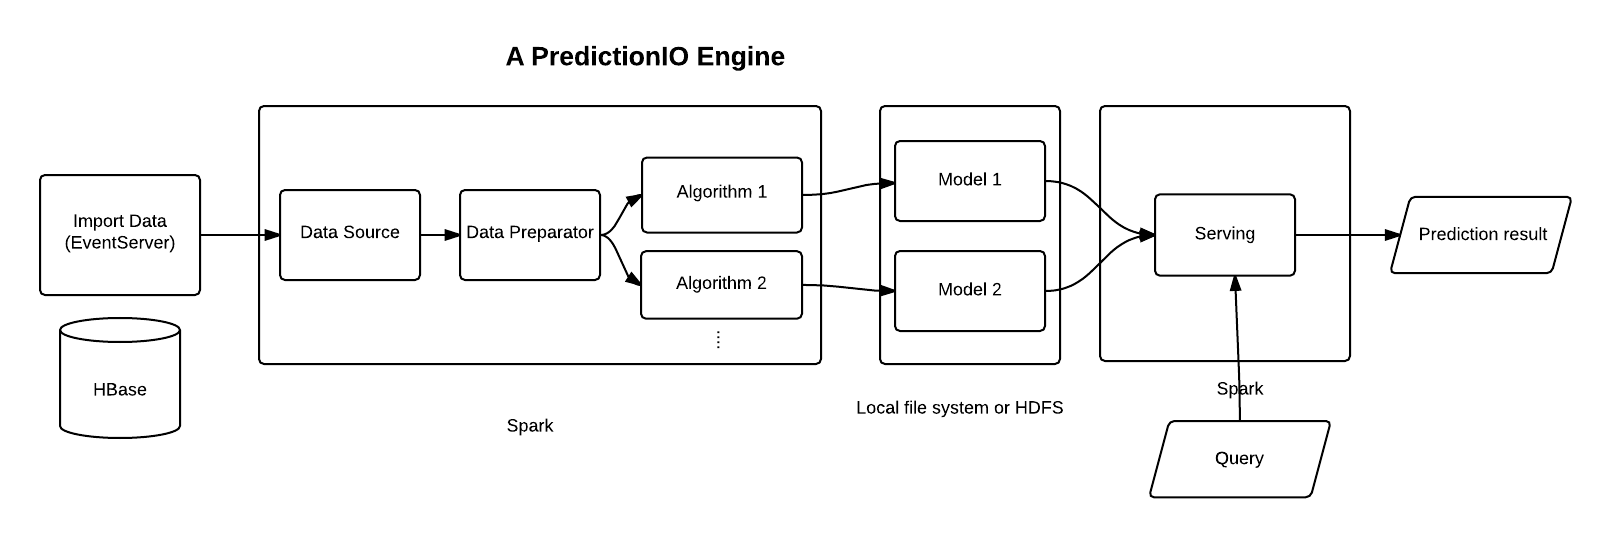 A PredictionIO Engine
Import Data
(EventServer)
HBase
Data Source
Data Preparator
Algorithm 1
Algorithm 2
Spark
Model 1
Model 2
Local file system or HDFS
Serving
Spark
Query
Prediction result